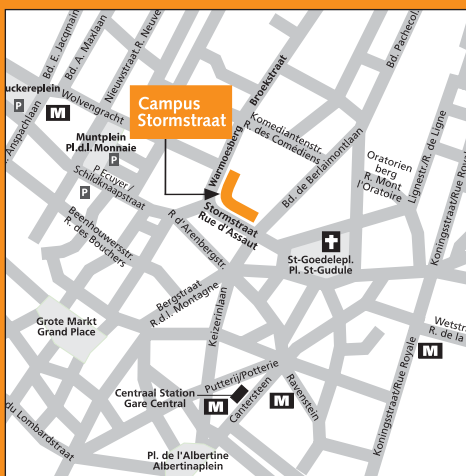 Bd. E. Jacqmain
Bd. A. Maxlaan
Nieuwstraat/R. Neuve
Broekstraat
Bd. Pacheco
uckereplein
P
M
Wolvengracht
Anspachlaan
Campus
Stormstraat
Muntplein
Pl.d.l. Monnaie
P
P
P. Ecuyer /
Schildknaapstraat
Warmoesberg
Komediantenstr.
R. des Comédiens
Bd. de Berlaimontlaan
Oratorien
berg
R. Mont
l'Oratoire
Lignestr./R. de Ligne
Koningsstraat/Rue Royale
Stormstraat
Rue d'Assaut
Beenhouwersstr.
R. des Bouchers
R d'Arenbergstr.
St-Goedelepl.
Pl. St-Gudule
Bergstraat
R.d.l. Montagne
Keizerinlaan
Grote Markt
Grand Place
Wetstr
R. de la
M
Putterij/Potterie
Centraal Station
Gare Central
M
Cantersteen
M
Ravenstein
Koningsstraat/Rue Royale
du Lombardstraat
Pl. de l'Albertine
Albertinaplein